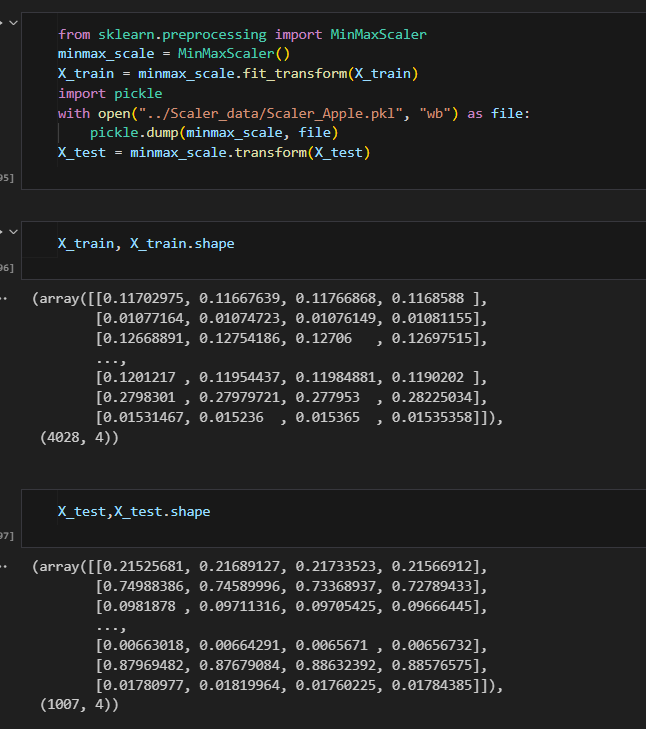 from sklearn.preprocessing import MinMaxScaler
minmax_scale = MinMaxScaler()
X_train = minmax_scale.fit_transform(X_train)
import pickle
with open("../Scaler_data/Scaler_Apple.pkl", "wb") as file:
    pickle.dump(minmax_scale, file)
X_test = minmax_scale.transform(X_test)
95]
X_train, X_train.shape
96]
(array([[0.11702975, 0.11667639, 0.11766868, 0.1168588 ],
        [0.01077164, 0.01074723, 0.01076149, 0.01081155],
        [0.12668891, 0.12754186, 0.12706   , 0.12697515],
        ...,
        [0.1201217 , 0.11954437, 0.11984881, 0.1190202 ],
        [0.2798301 , 0.27979721, 0.277953  , 0.28225034],
        [0.01531467, 0.015236  , 0.015365  , 0.01535358]]),
 (4028, 4))
X_test,X_test.shape
97]
(array([[0.21525681, 0.21689127, 0.21733523, 0.21566912],
        [0.74988386, 0.74589996, 0.73368937, 0.72789433],
        [0.0981878 , 0.09711316, 0.09705425, 0.09666445],
        ...,
        [0.00663018, 0.00664291, 0.0065671 , 0.00656732],
        [0.87969482, 0.87679084, 0.88632392, 0.88576575],
        [0.01780977, 0.01819964, 0.01760225, 0.01784385]]),
 (1007, 4))